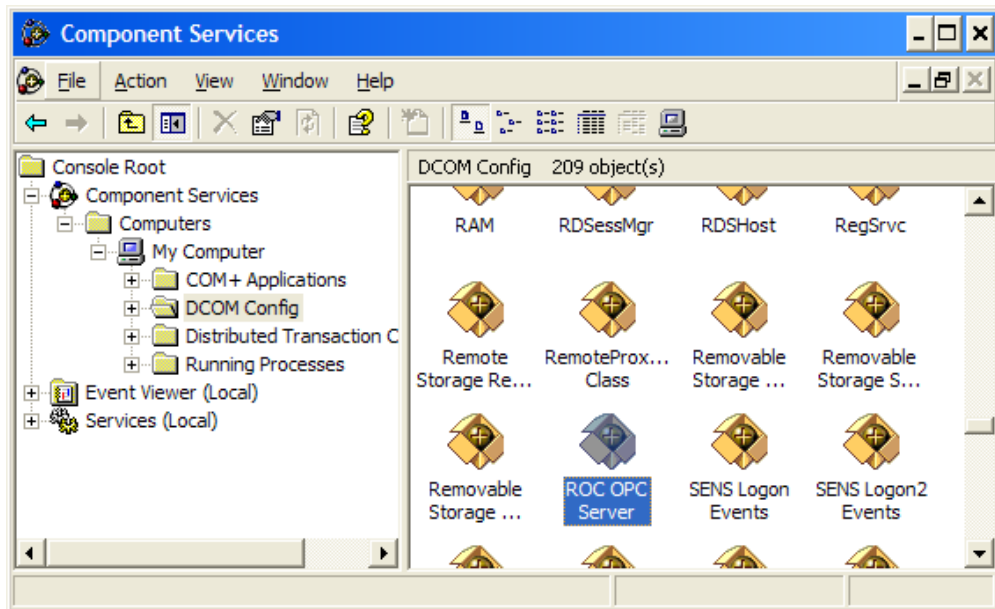 Component Services
File Action View Window Help
Console Root
Component Services
Computers
My Computer
COM+ Applications
DCOM Config
Distributed Transaction C
Running Processes
Event Viewer (Local)
Services (Local)
DCOM Config 209 object(s)
RAM RDSessMgr RDSHost RegSrvc
Remote RemoteProx... Removable Removable
Storage Re... Class Storage ... Storage S...
Removable ROC OPC SENS Logon SENS Logon2
Storage ... Server Events Events